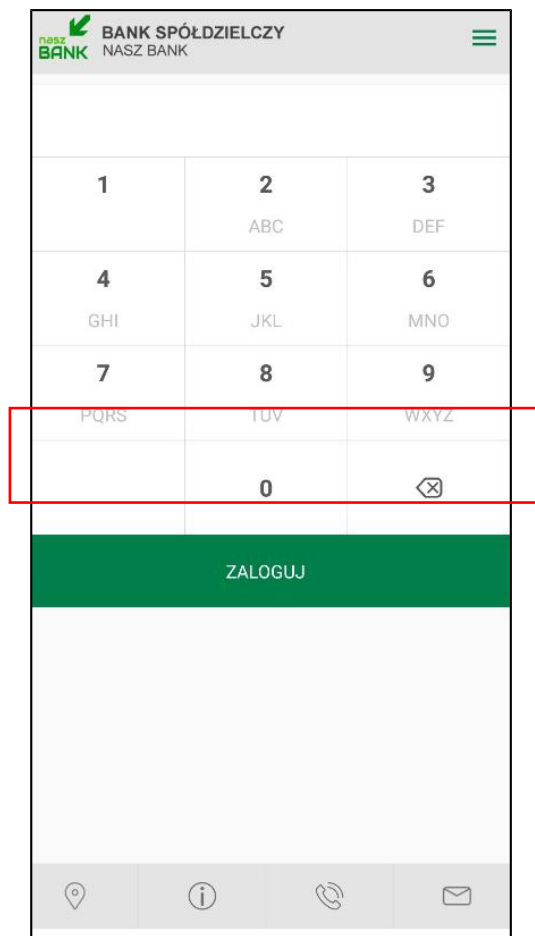 nasz
BANK
BANK SPÓŁDZIELCZY
NASZ BANK
1 2 3
ABC DEF
4 5 6
GHI JKL MNO
7 8 9
PQRS TUV WXYZ
0
ZALOGUJ